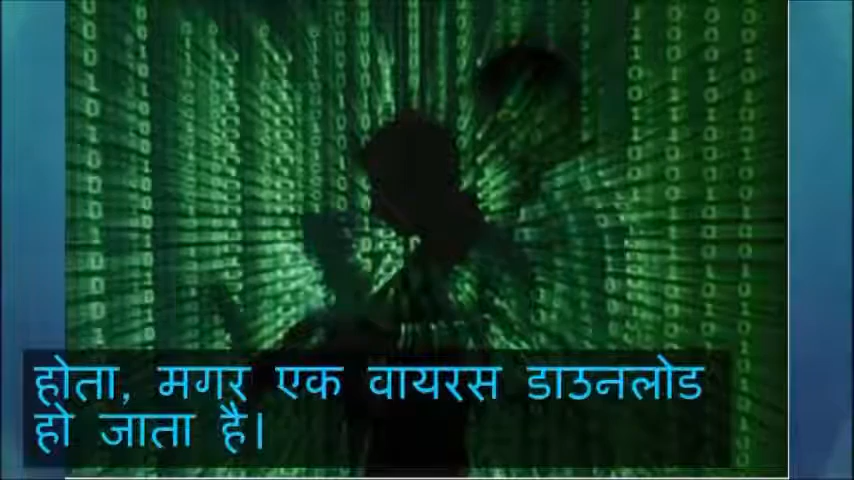 होता, मगर एक वायरस डाउनलोड
हो जाता है।